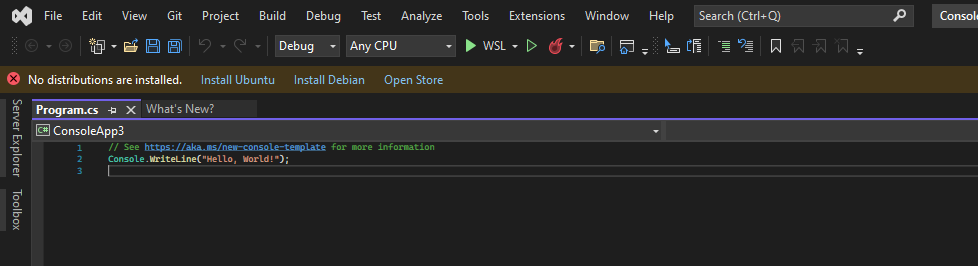 File Edit View Git Project Build Debug Test Analyze Tools Extensions Window Help Search (Ctrl+Q) Consol
Debug Any CPU WSL
No distributions are installed. Install Ubuntu Install Debian Open Store
Server Explorer
Toolbox
Program.cs What's New?
C# ConsoleApp3
1 // See https://aka.ms/new-console-template for more information
2 Console.WriteLine("Hello, World!");
3